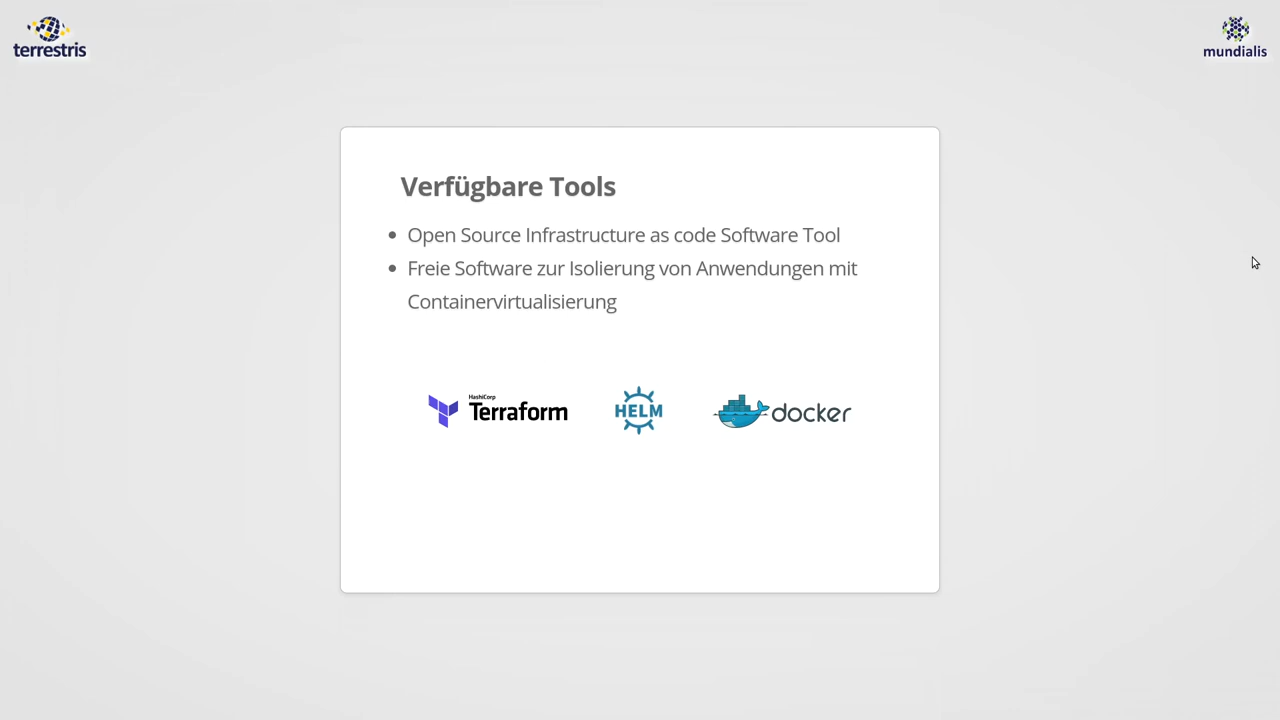 terrestris
mundialis
Verfügbare Tools
Open Source Infrastructure as code Software Tool
Freie Software zur Isolierung von Anwendungen mit
Containervirtualisierung
HashiCorp
Terraform
HELM
docker